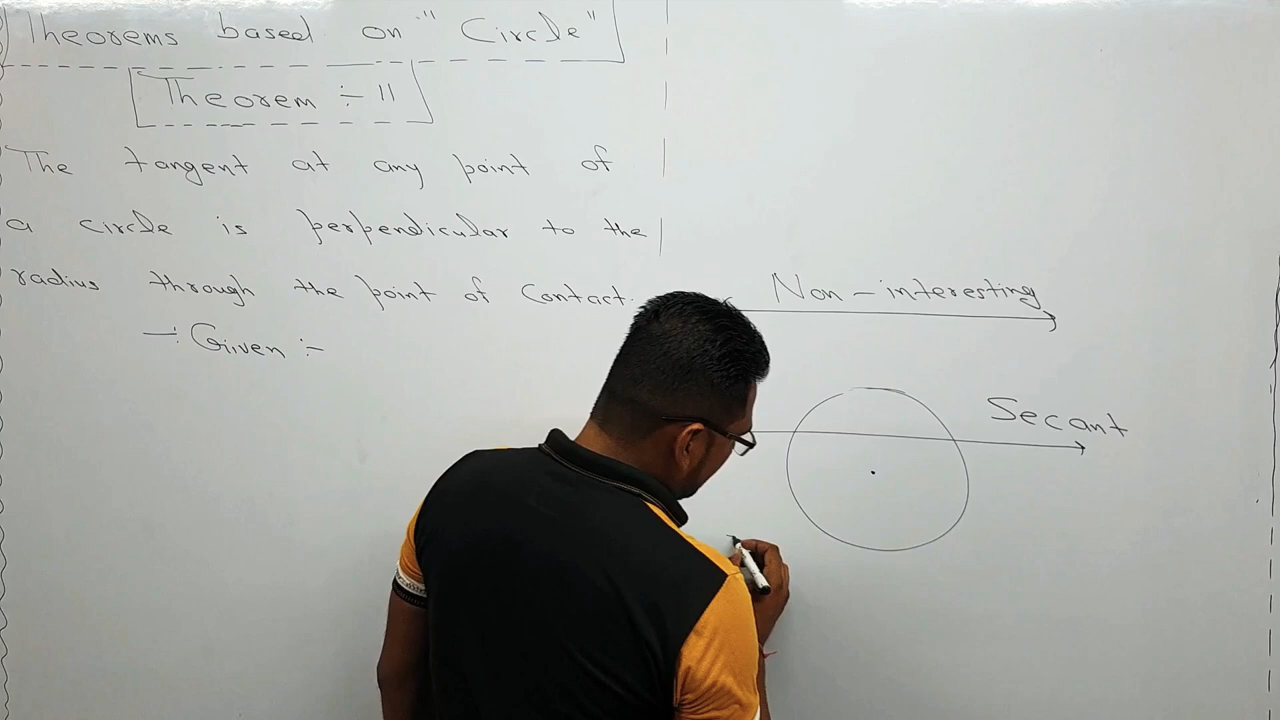 Theorems based on "Circle"
Theorem ÷ 11
The tangent at any point of
a circle is perpendicular to the
radius through the point of Contact.
-: Given :-
Non-interesting
Secant